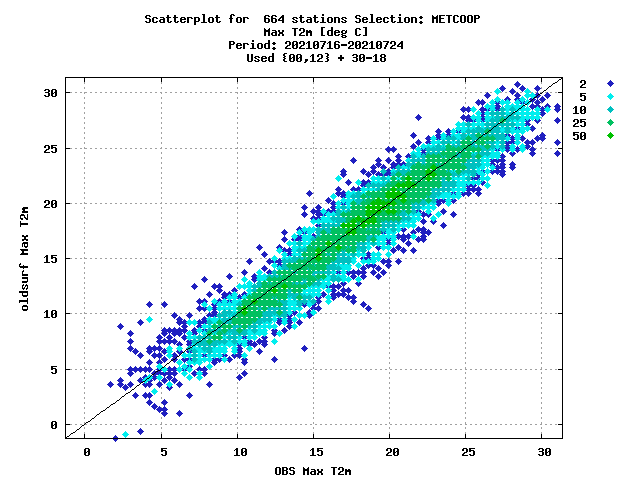 Scatterplot for  664 stations Selection: METCOOP
Max T2m [deg C]
Period: 20210716-20210724
Used {00,12} + 30-18
2
5
10
25
50
30
25
20
15
10
5
0
oldsurf Max T2m
0 5 10 15 20 25 30
OBS Max T2m